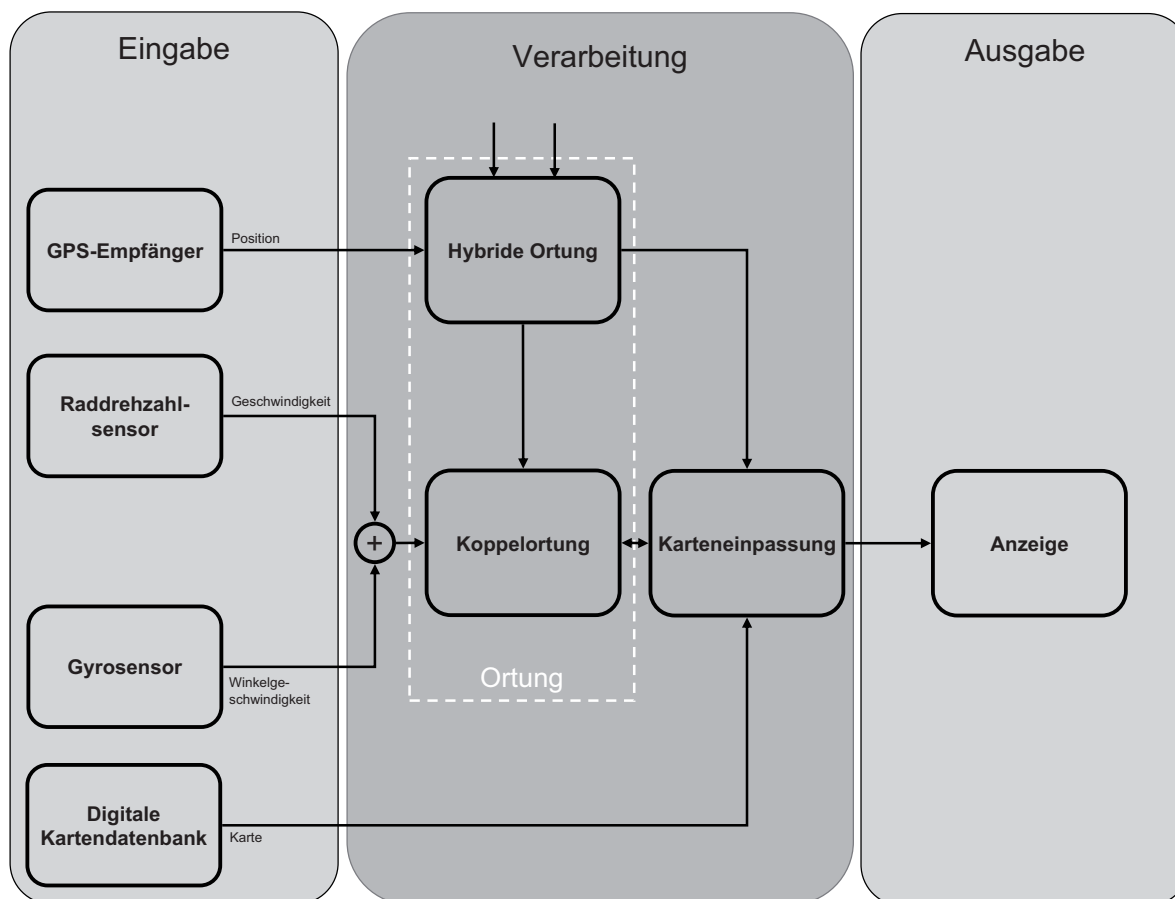 Eingabe
Verarbeitung
Ausgabe
GPS-Empfänger
Position
Hybride Ortung
Raddrehzahl-
sensor
Geschwindigkeit
+
Koppelortung
Karteneinpassung
Anzeige
Gyrosensor
Winkelge-
schwindigkeit
Ortung
Digitale
Kartendatenbank
Karte